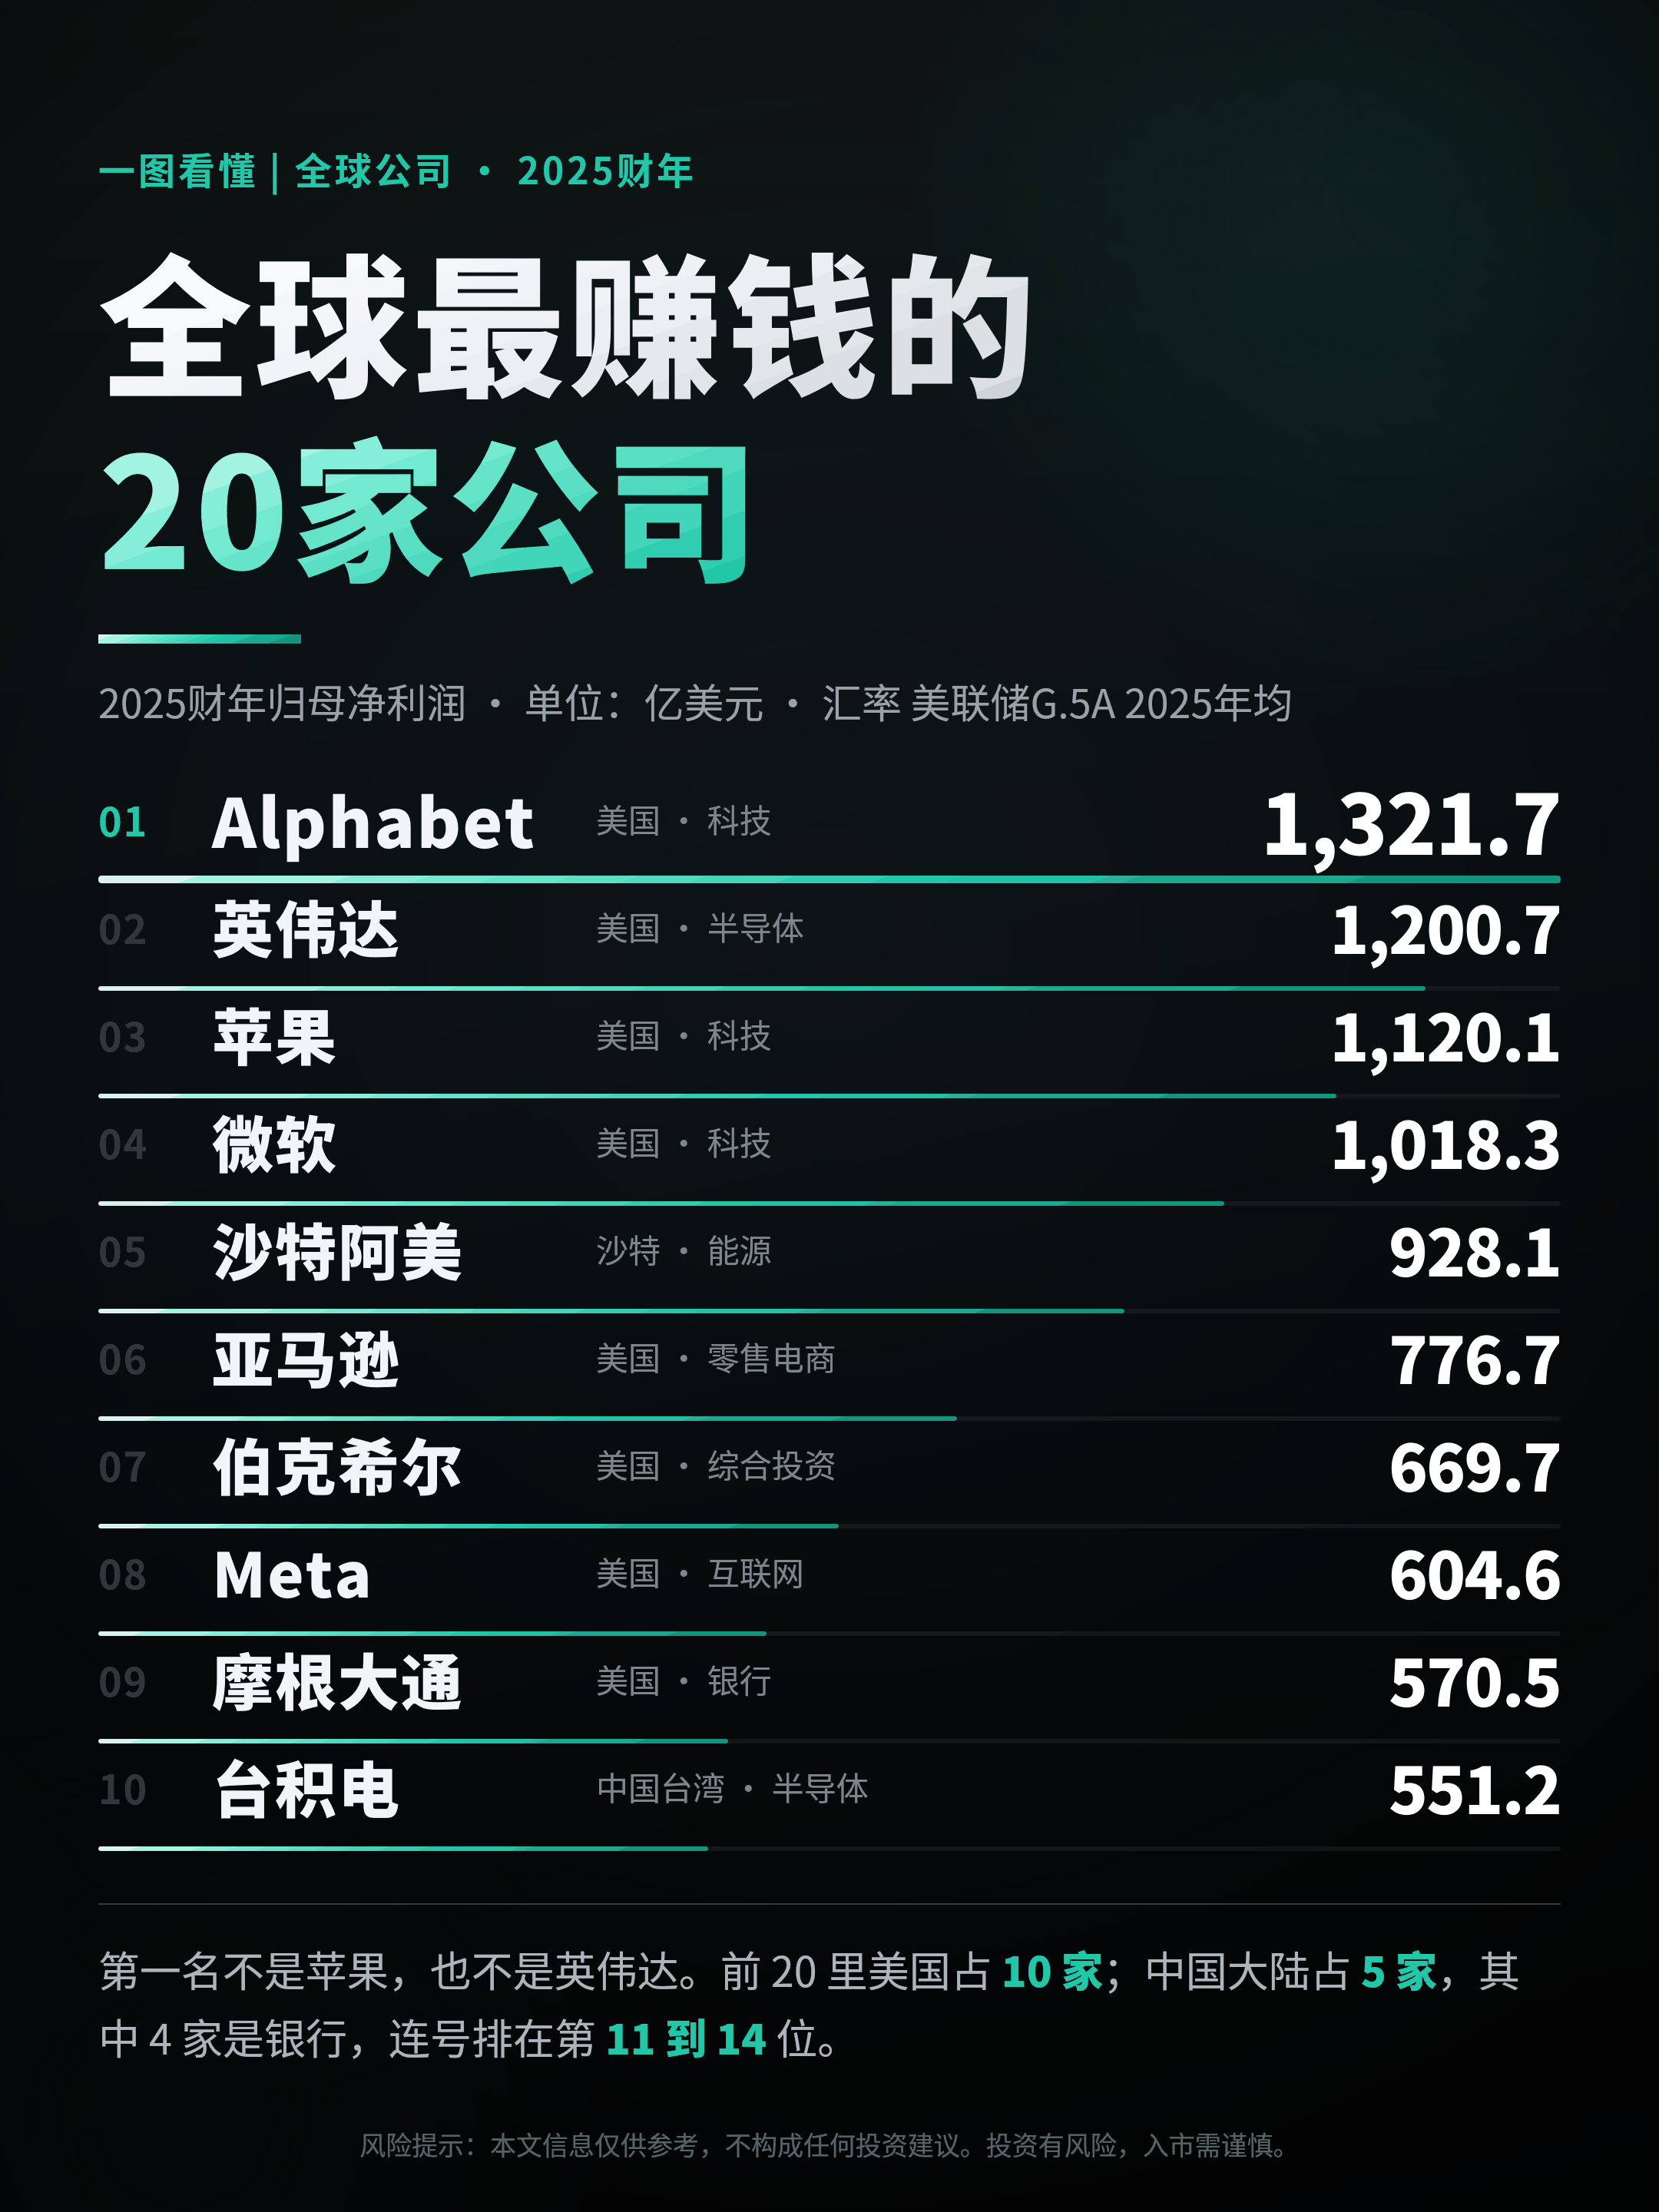 一图看懂 | 全球公司 · 2025财年
全球最赚钱的
20家公司
2025财年归母净利润 · 单位：亿美元 · 汇率 美联储G.5A 2025年均
01 Alphabet 美国 · 科技 1,321.7
02 英伟达 美国 · 半导体 1,200.7
03 苹果 美国 · 科技 1,120.1
04 微软 美国 · 科技 1,018.3
05 沙特阿美 沙特 · 能源 928.1
06 亚马逊 美国 · 零售电商 776.7
07 伯克希尔 美国 · 综合投资 669.7
08 Meta 美国 · 互联网 604.6
09 摩根大通 美国 · 银行 570.5
10 台积电 中国台湾 · 半导体 551.2
第一名不是苹果，也不是英伟达。前 20 里美国占 10 家；中国大陆占 5 家，其
中 4 家是银行，连号排在第 11 到 14 位。
风险提示：本文信息仅供参考，不构成任何投资建议。投资有风险，入市需谨慎。